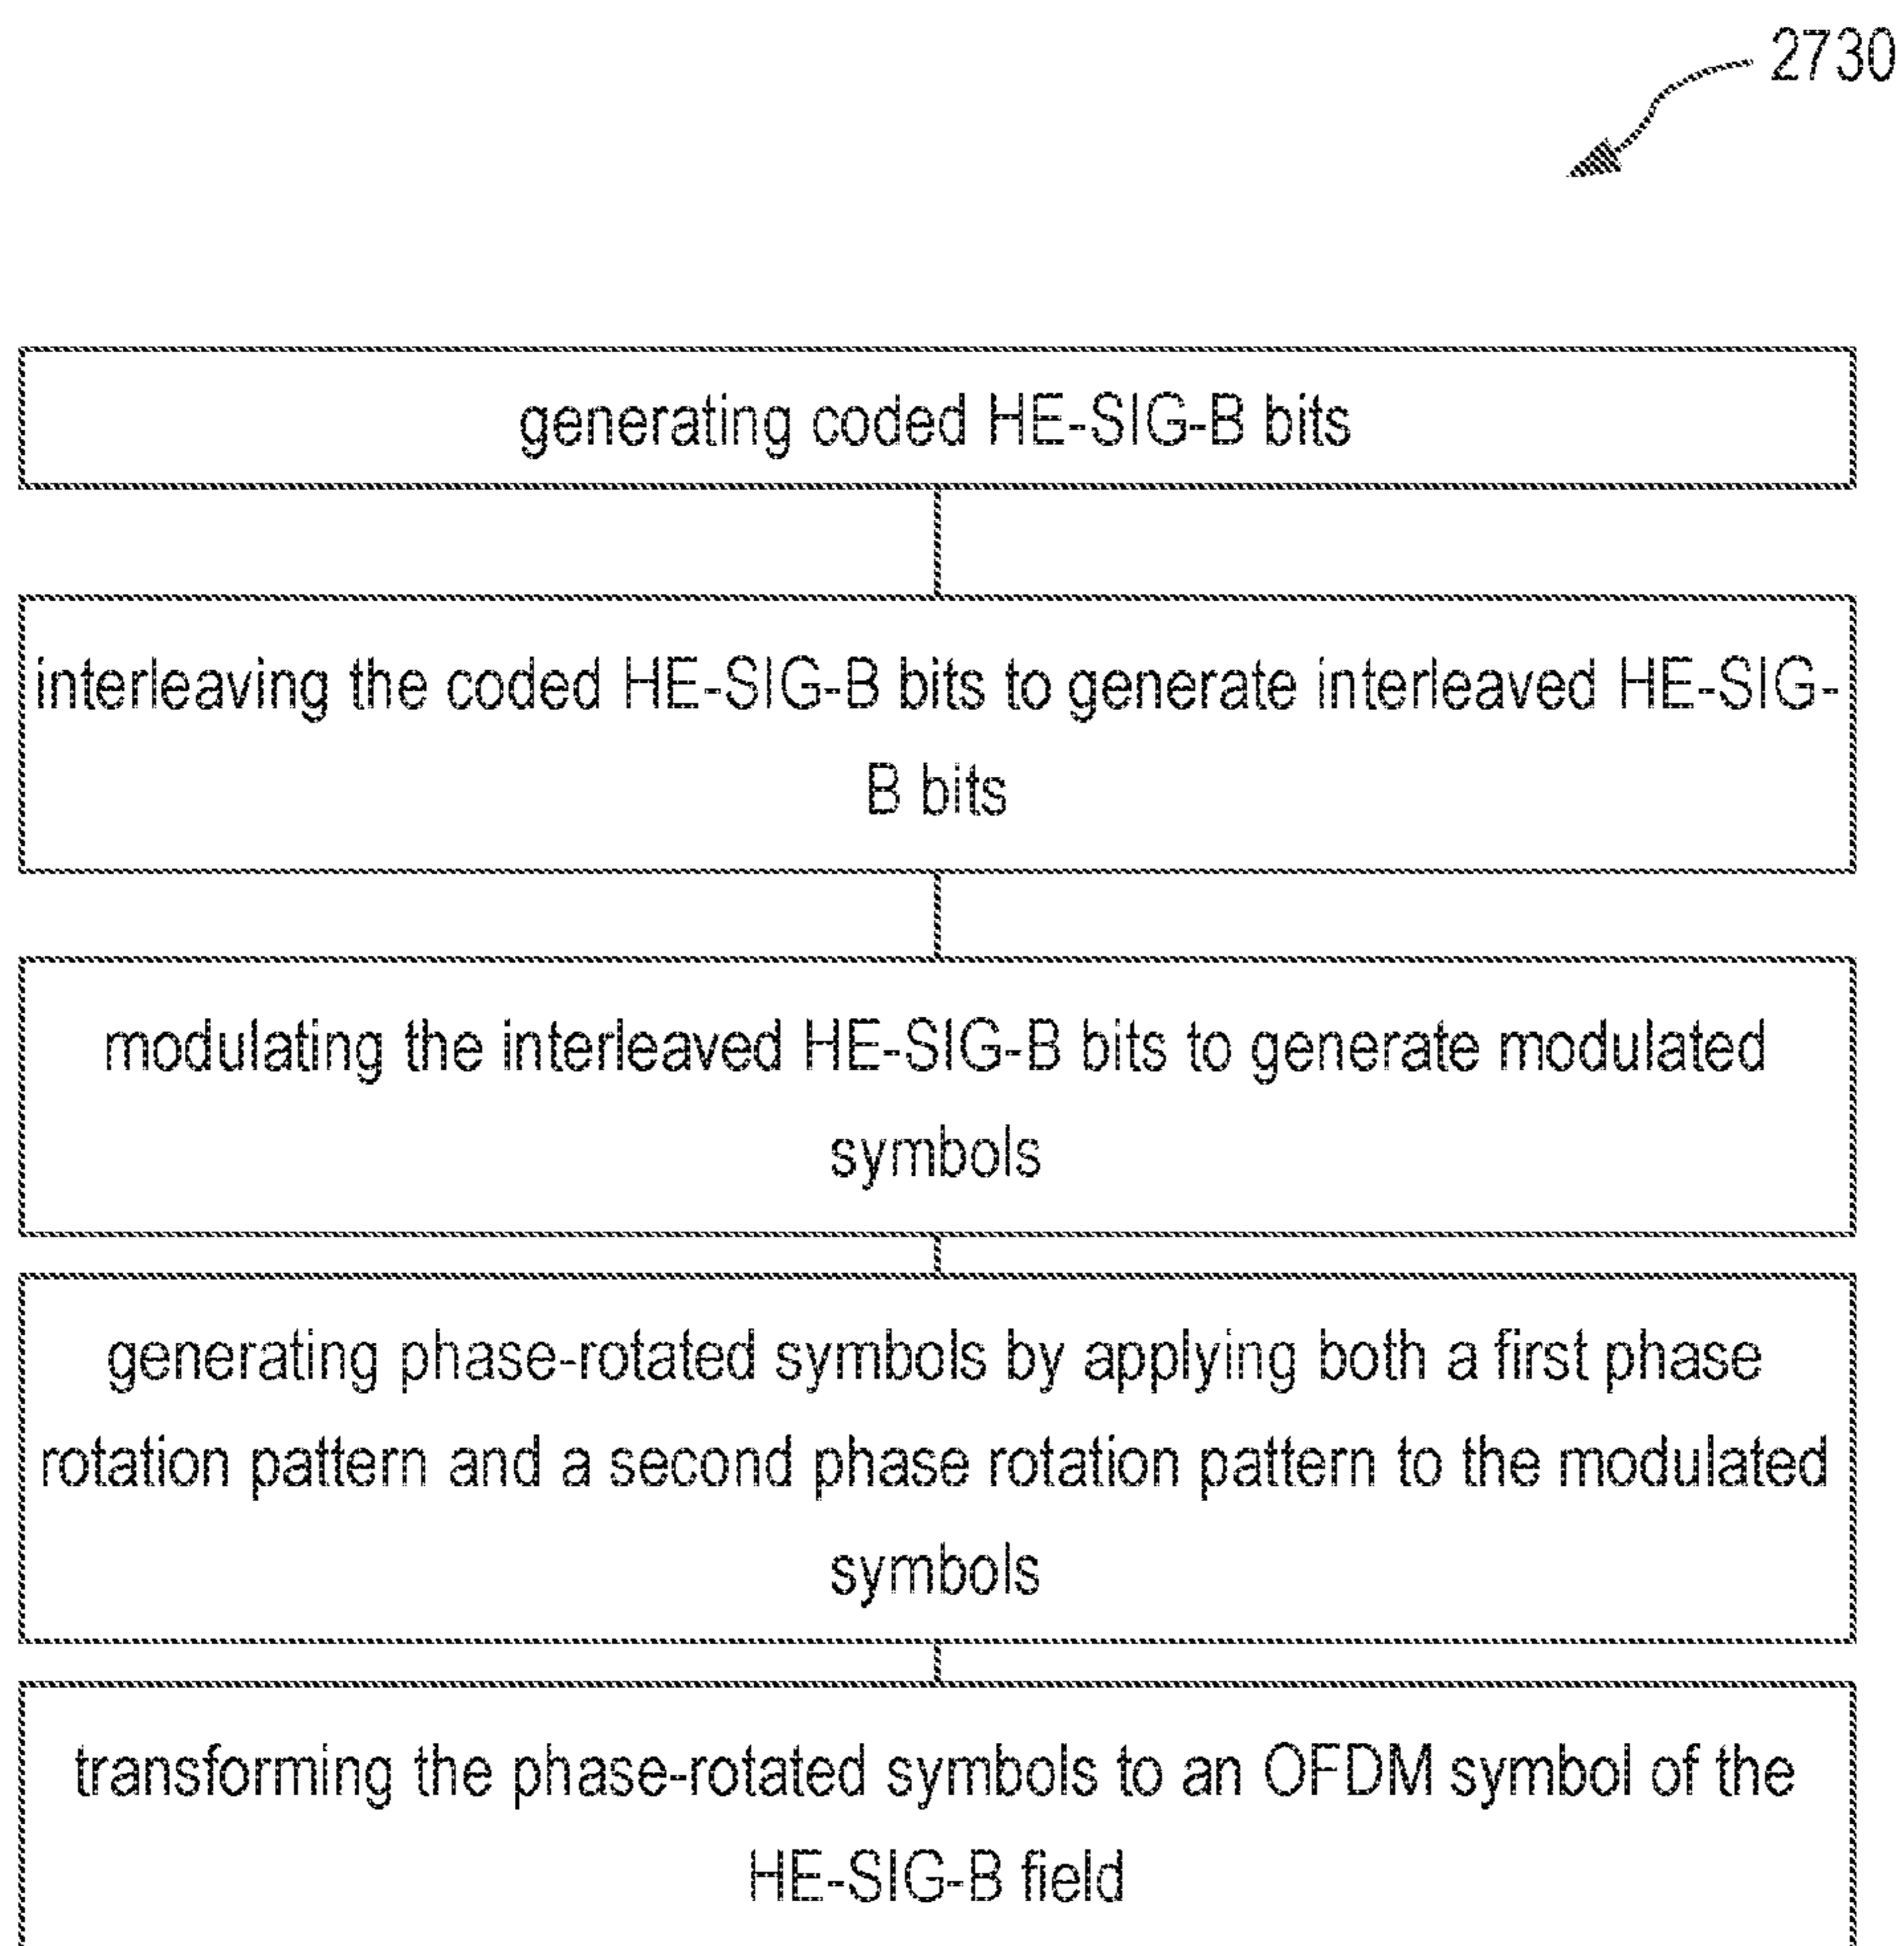 2730
generating coded HE-SIG-B bits
interleaving the coded HE-SIG-B bits to generate interleaved HE-SIG-
B bits
modulating the interleaved HE-SIG-B bits to generate modulated
symbols
generating phase-rotated symbols by applying both a first phase
rotation pattern and a second phase rotation pattern to the modulated
symbols
transforming the phase-rotated symbols to an OFDM symbol of the
HE-SIG-B field